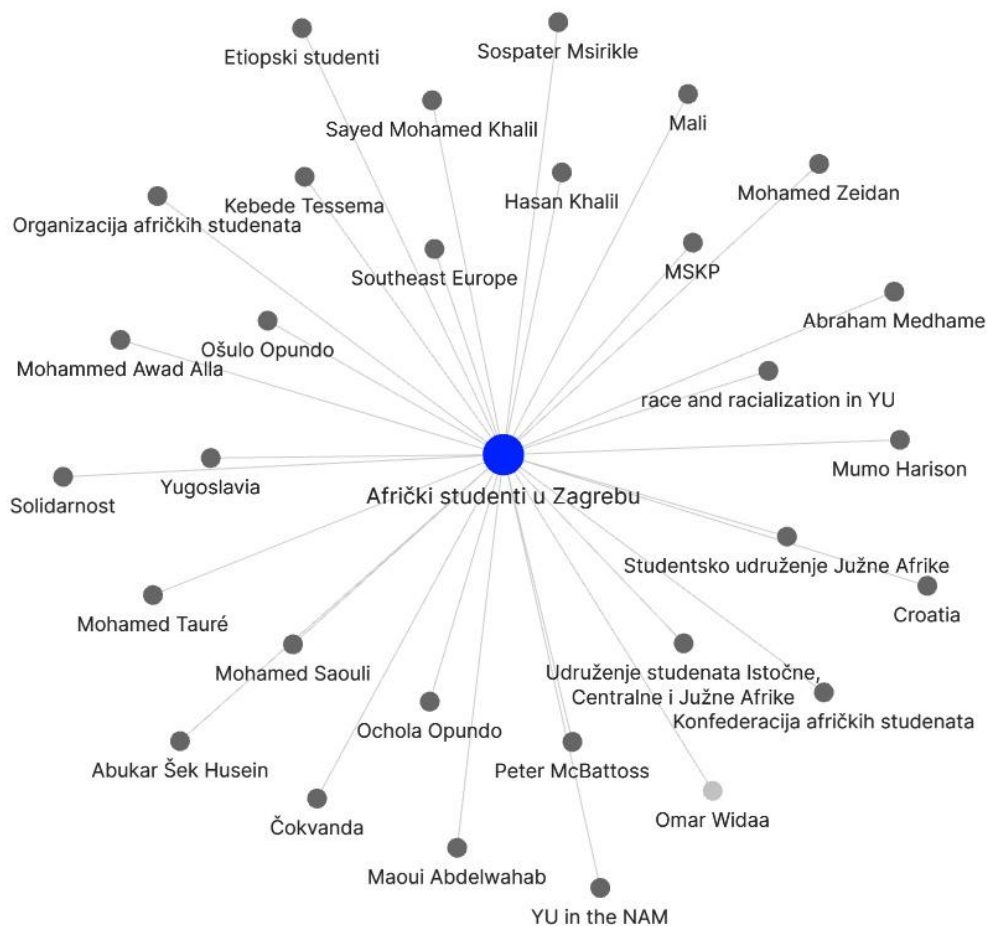 Etiopski studenti
Sospater Msirikle
Sayed Mohamed Khalil
Mali
Kebede Tessema
Hasan Khalil
Mohamed Zeidan
Organizacija afričkih studenata
Southeast Europe
MSKP
Abraham Medhame
Ošulo Opundo
Mohammed Awad Alla
race and racialization in YU
Mumo Harison
Yugoslavia
Solidarnost
Afrički studenti u Zagrebu
Studentsko udruženje Južne Afrike
Croatia
Mohamed Tauré
Mohamed Saouli
Udruženje studenata Istočne,
Centralne i Južne Afrike
Konfederacija afričkih studenata
Ochola Opundo
Abukar Šek Husein
Peter McBattoss
Omar Widaa
Čokvanda
Maoui Abdelwahab
YU in the NAM